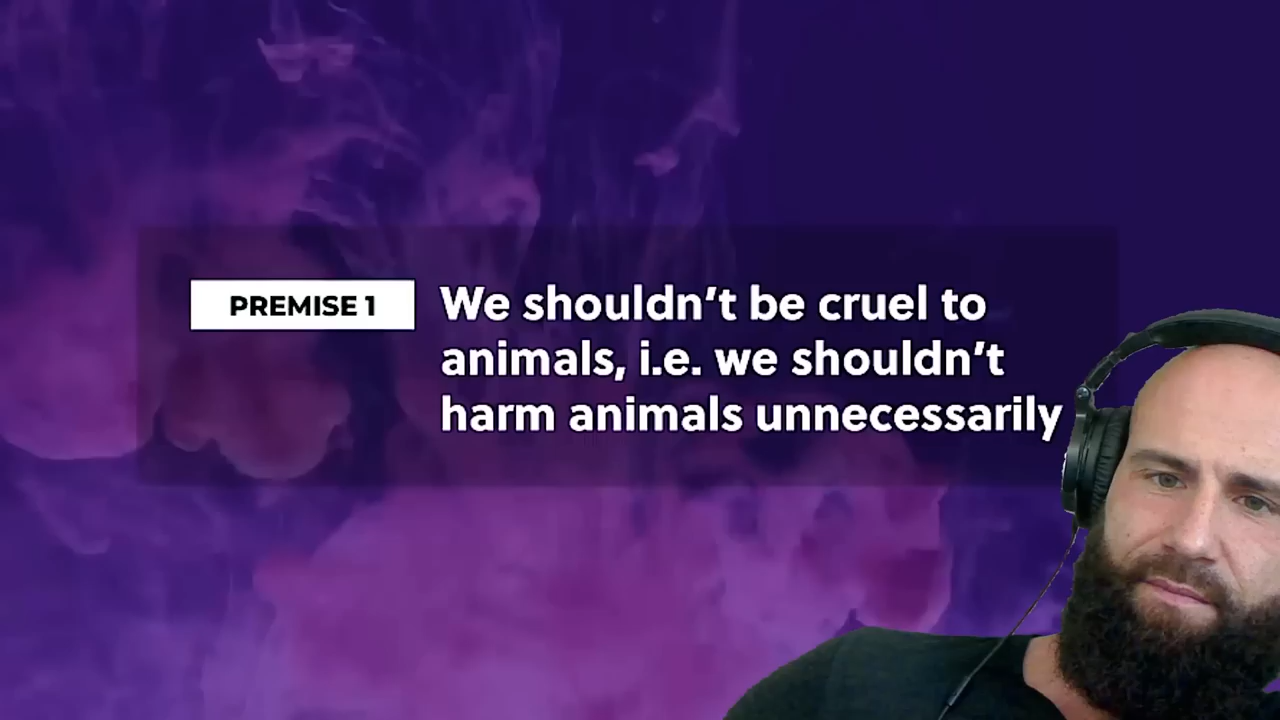 PREMISE 1
We shouldn't be cruel to
animals, i.e. we shouldn't
harm animals unnecessarily